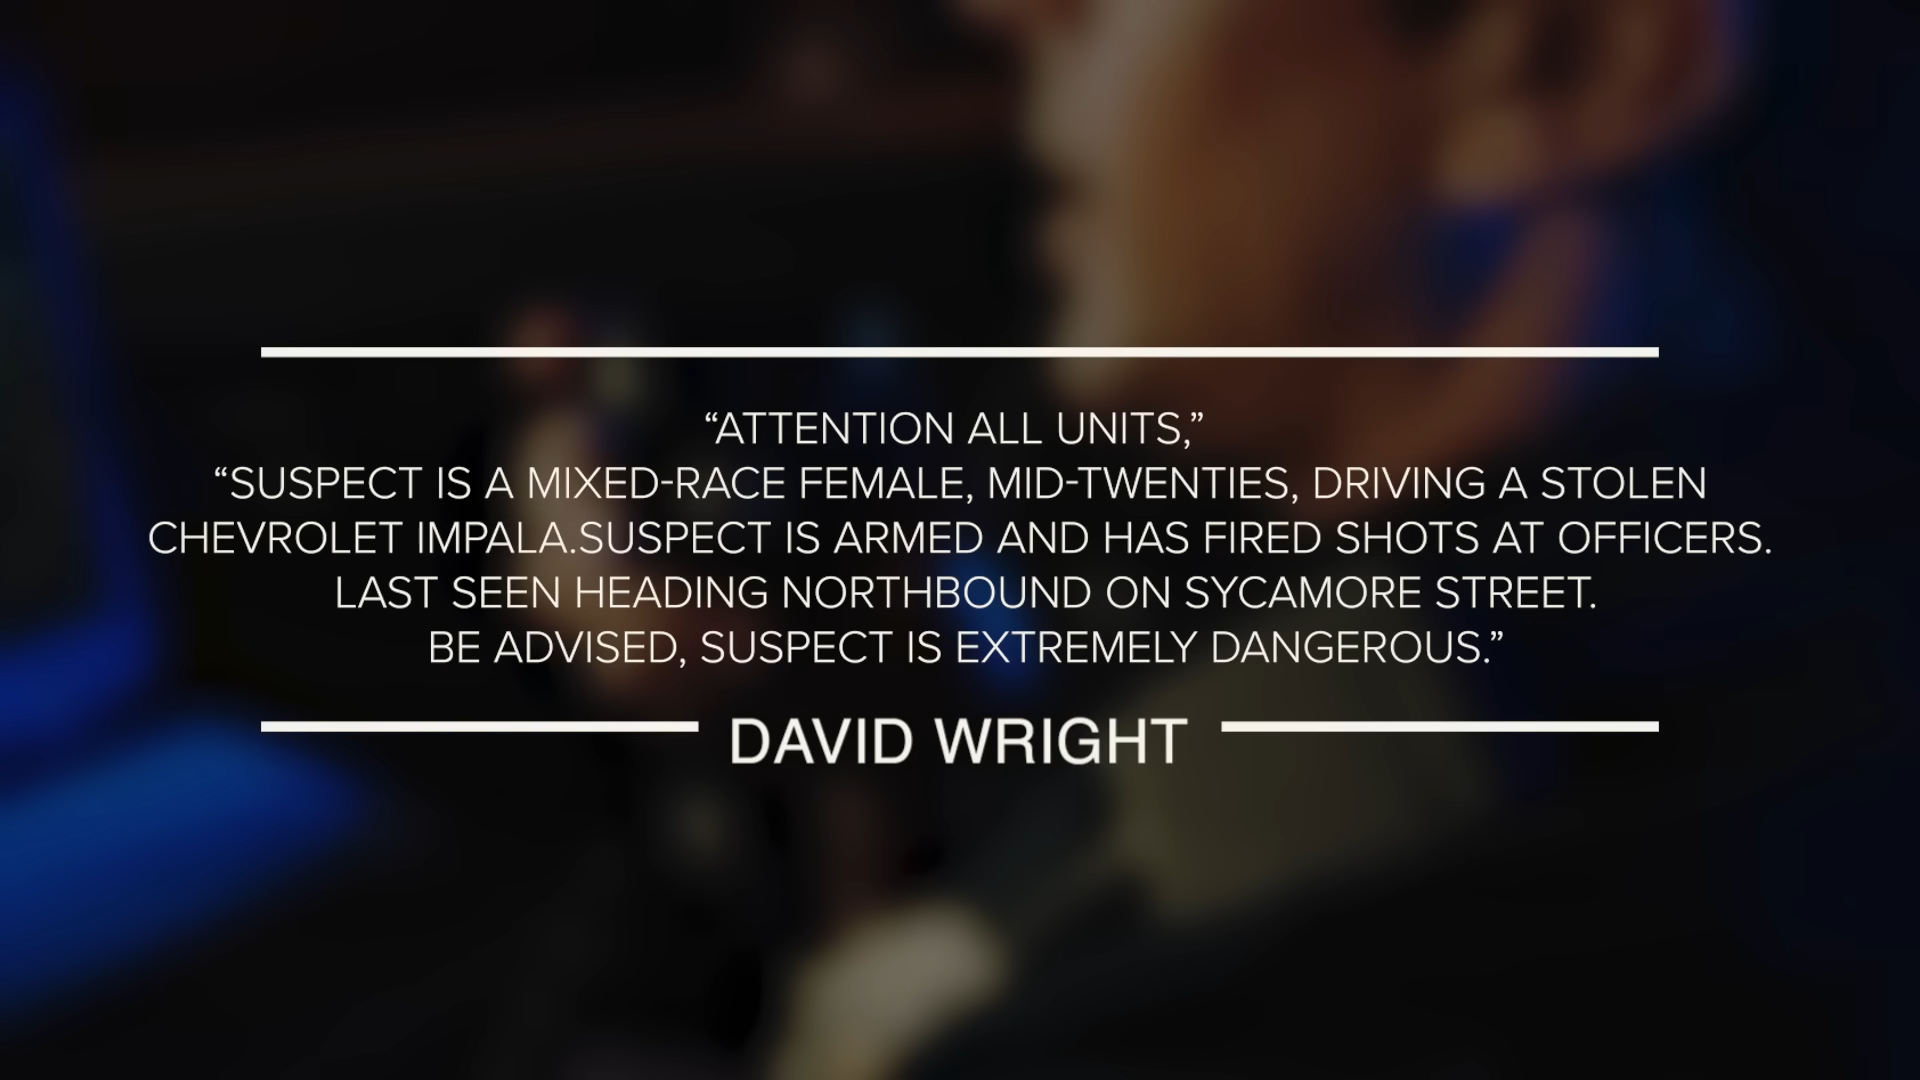 “ATTENTION ALL UNITS,”
“SUSPECT IS A MIXED-RACE FEMALE, MID-TWENTIES, DRIVING A STOLEN
CHEVROLET IMPALA.SUSPECT IS ARMED AND HAS FIRED SHOTS AT OFFICERS.
LAST SEEN HEADING NORTHBOUND ON SYCAMORE STREET.
BE ADVISED, SUSPECT IS EXTREMELY DANGEROUS.”
DAVID WRIGHT